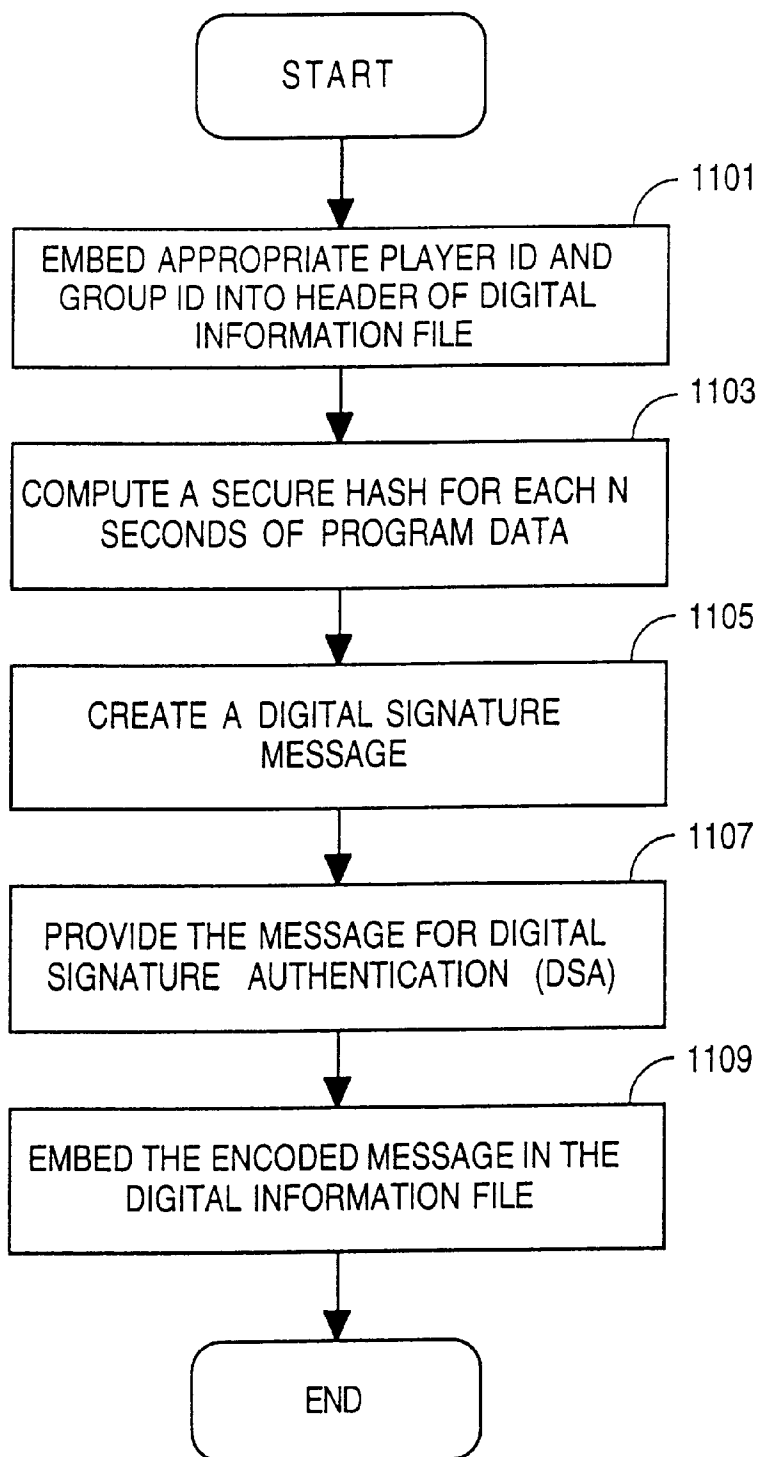 START
1101
EMBED APPROPRIATE PLAYER ID AND
GROUP ID INTO HEADER OF DIGITAL
INFORMATION FILE
1103
COMPUTE A SECURE HASH FOR EACH N
SECONDS OF PROGRAM DATA
1105
CREATE A DIGITAL SIGNATURE
MESSAGE
1107
PROVIDE THE MESSAGE FOR DIGITAL
SIGNATURE AUTHENTICATION (DSA)
1109
EMBED THE ENCODED MESSAGE IN THE
DIGITAL INFORMATION FILE
END